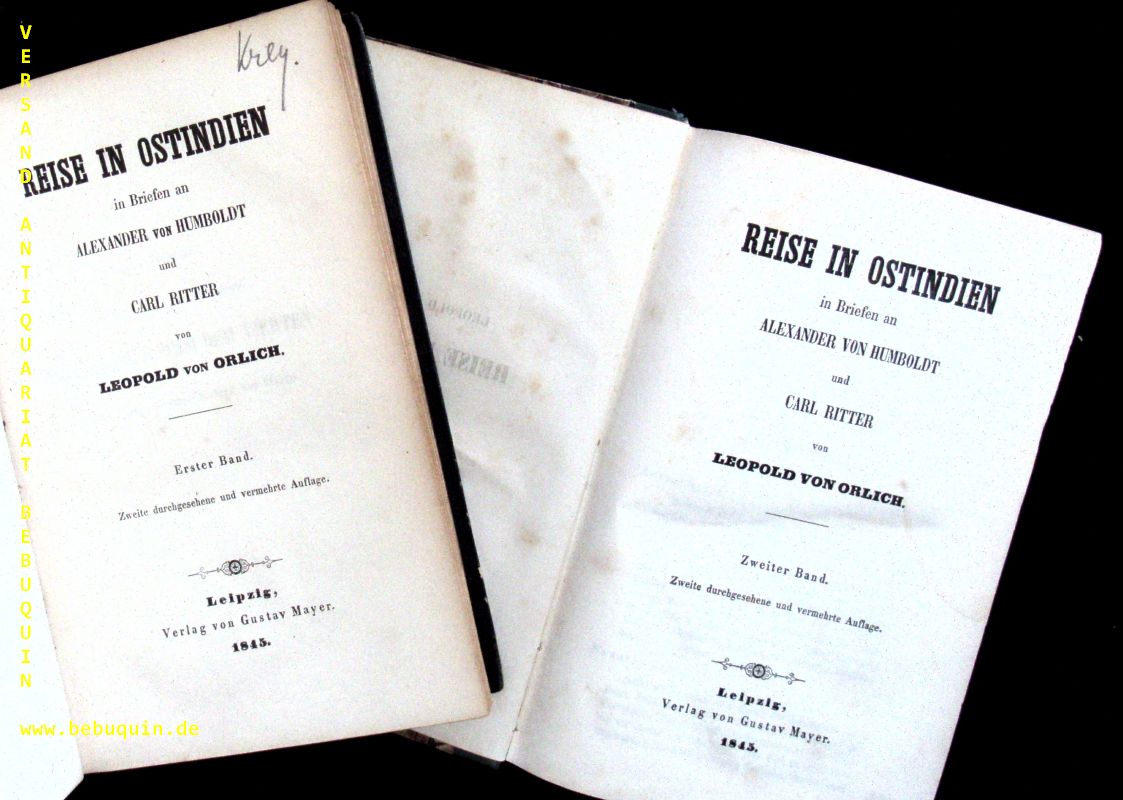 VERSAND ANTIQUARIAT BEBUQUIN
www.bebuquin.de
Krey.
REISE IN OSTINDIEN
in Briefen an
ALEXANDER VON HUMBOLDT
und
CARL RITTER
von
LEOPOLD VON ORLICH.
Erster Band.
Zweite durchgesehene und vermehrte Auflage.
Leipzig,
Verlag von Gustav Mayer.
1845.
REISE IN OSTINDIEN
in Briefen an
ALEXANDER VON HUMBOLDT
und
CARL RITTER
von
LEOPOLD VON ORLICH.
Zweiter Band.
Zweite durchgesehene und vermehrte Auflage.
Leipzig,
Verlag von Gustav Mayer.
1845.